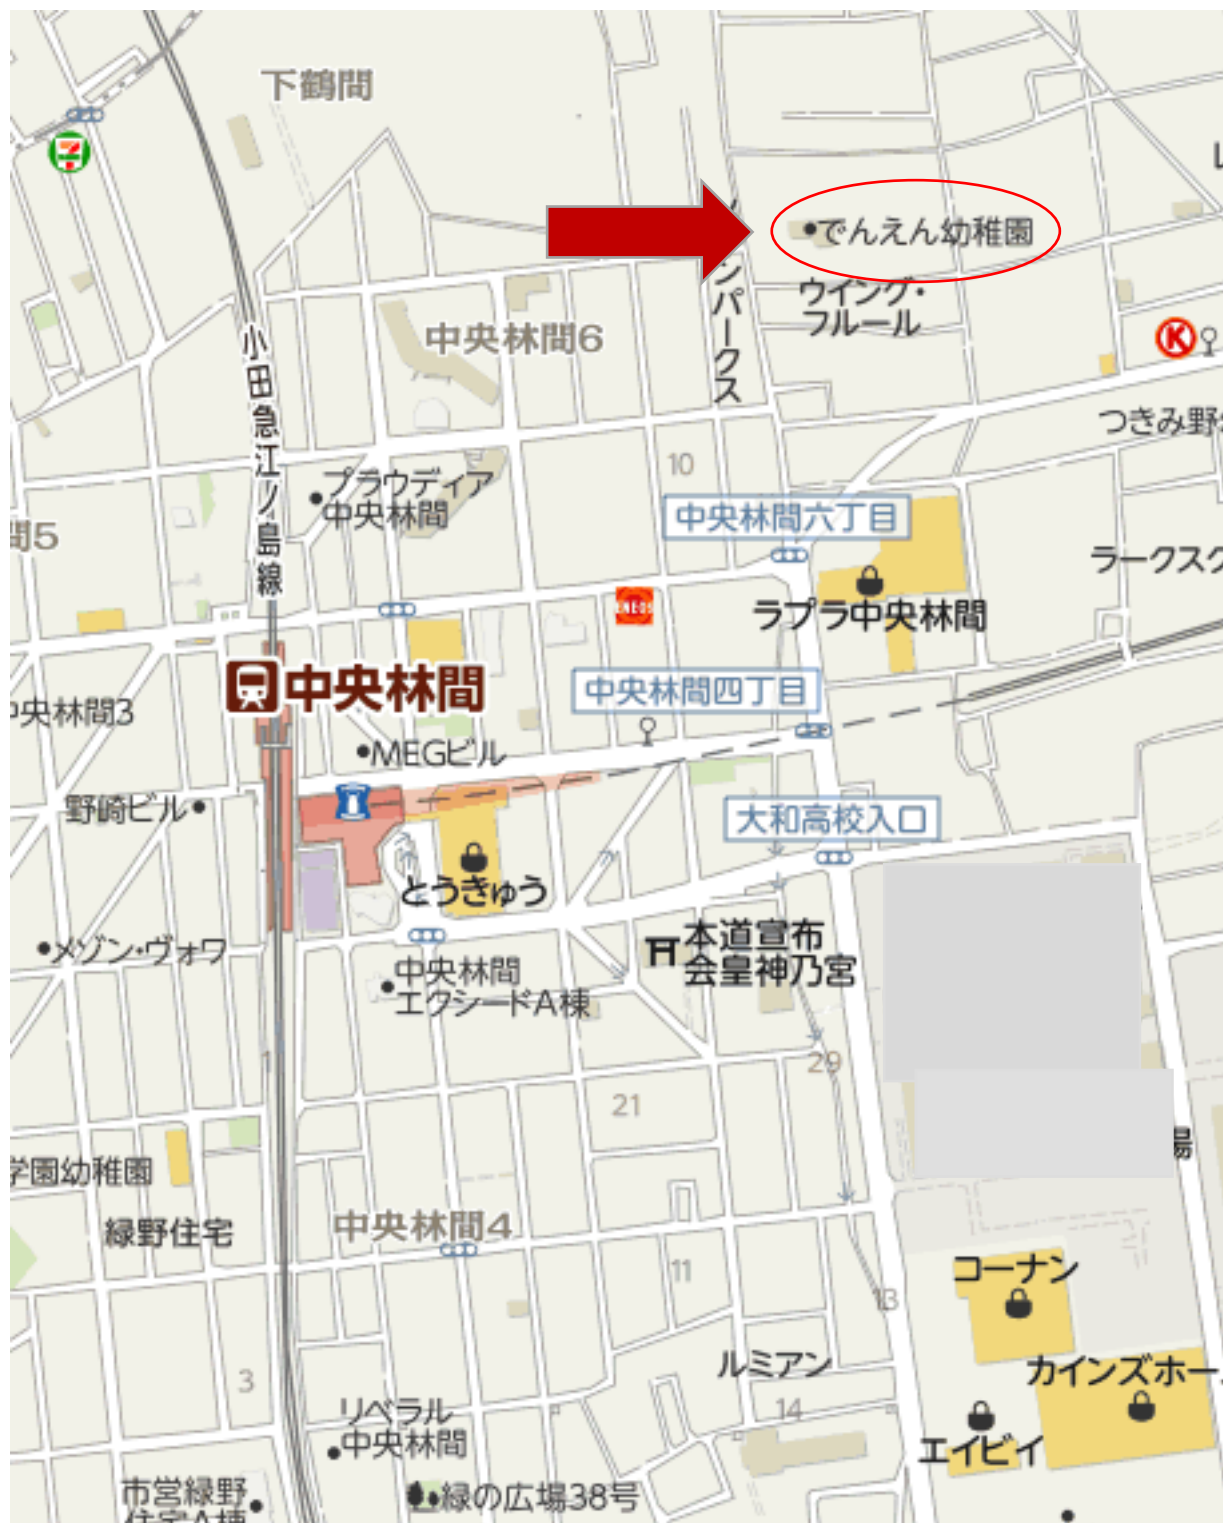 下鶴間
でんえん幼稚園
ウイング・
フルール
ンパークス
中央林間6
小田急江ノ島線
K
つきみ野
10
プラウディア
中央林間
中央林間六丁目
間5
ラークスク
ENEOS
ラプラ中央林間
中央林間
中央林間四丁目
中央林間3
MEGビル
野崎ビル
大和高校入口
とうきゅう
本道宣布
会皇神乃宮
メゾン・ヴォワ
中央林間
エクシードA棟
1
29
21
場
学園幼稚園
緑野住宅
中央林間4
11
コーナン
13
カインズホー
ルミアン
3
14
リベラル
中央林間
エイビイ
市営緑野
住宅A棟
緑の広場38号